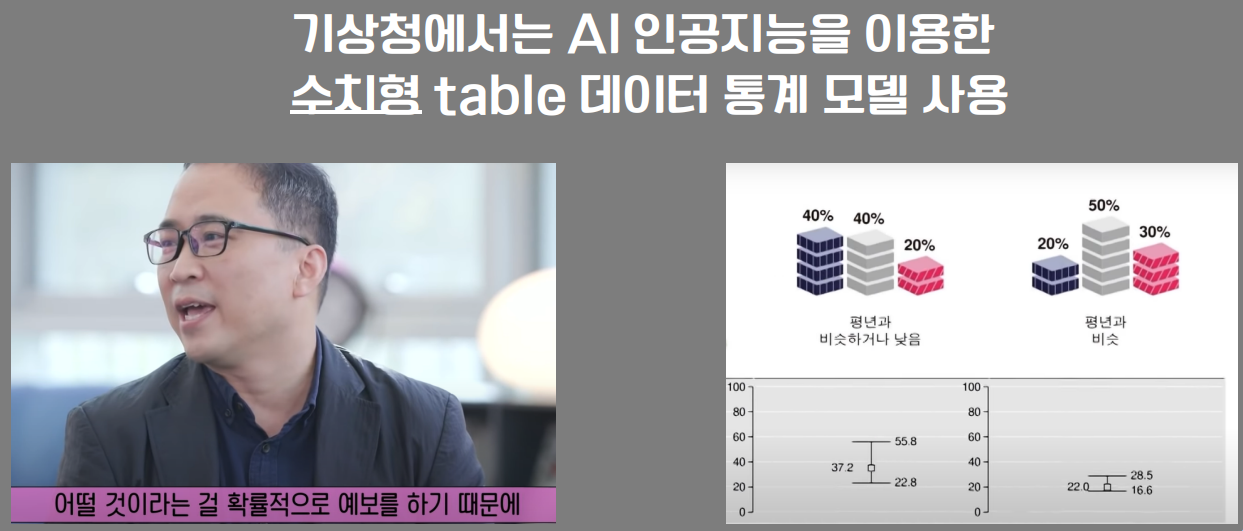 기상청에서는 AI 인공지능을 이용한
수치형 table 데이터 통계 모델 사용
어떨 것이라는 걸 확률적으로 예보를 하기 때문에
40% 40% 20%
평년과
비슷하거나 낮음
20% 50% 30%
평년과
비슷
100
80
60
40
20
0
55.8
37.2
22.8
100
80
60
40
20
0
28.5
22.0
16.6